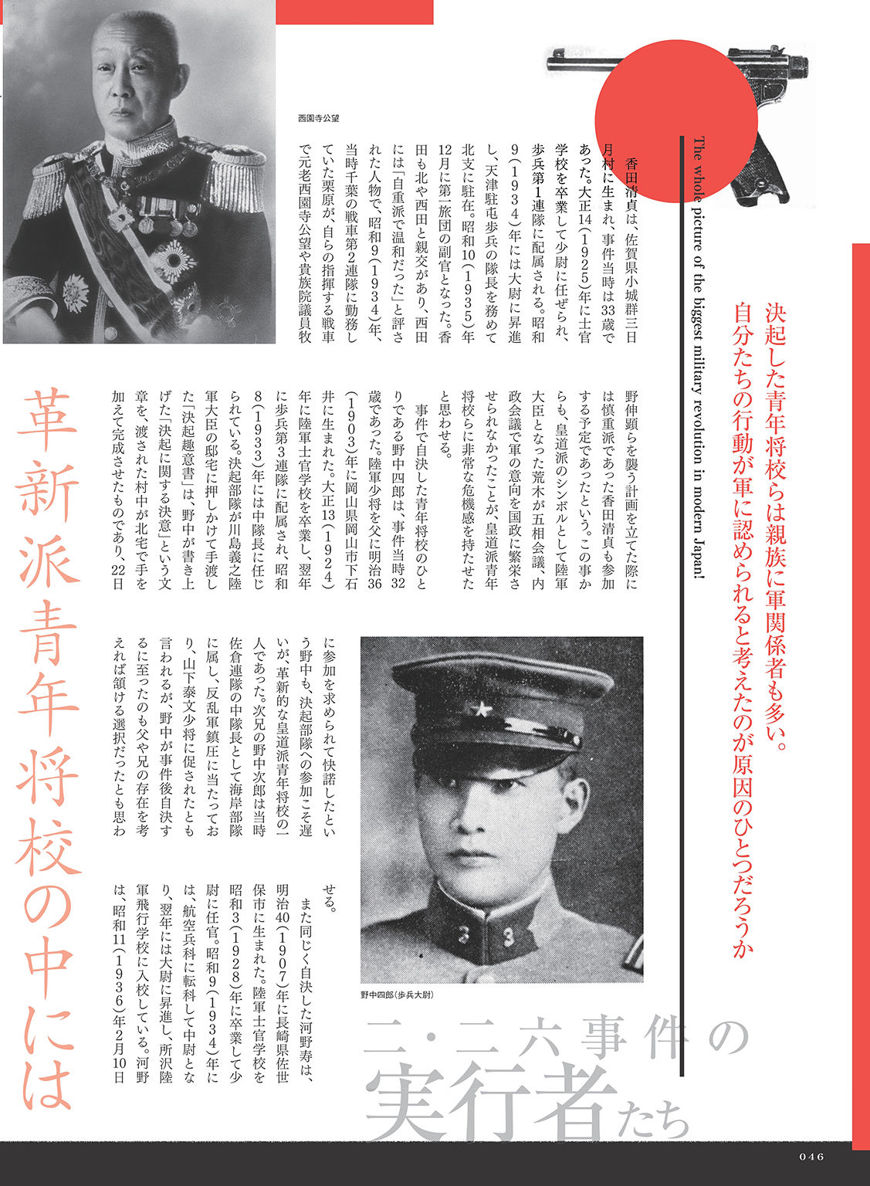 決起した青年将校らは親族に軍関係者も多い。
自分たちの行動が軍に認められると考えたのが原因のひとつだろうか
The whole picture of the biggest military revolution in modern Japan!
西園寺公望
香田清貞は、佐賀県小城群三日
月村に生まれ、事件当時は33歳で
あった。大正14(1925)年に士官
学校を卒業して少尉に任ぜられ、
歩兵第1連隊に配属される。昭和
9(1934)年には大尉に昇進
し、天津駐屯歩兵の隊長を務めて
北支に駐在。昭和10(1935)年
12月に第一旅団の副官となった。香
田も北や西田と親交があり、西田
には「自重派で温和だった」と評さ
れた人物で、昭和9(1934)年、
当時千葉の戦車第2連隊に勤務し
ていた栗原が、自らの指揮する戦車
で元老西園寺公望や貴族院議員牧
野伸顕らを襲う計画を立てた際に
は慎重派であった香田清貞も参加
する予定であったという。この事か
らも、皇道派のシンボルとして陸軍
大臣となった荒木が五相会議、内
政会議で軍の意向を国政に繁栄さ
せられなかったことが、皇道派青年
将校らに非常な危機感を持たせた
と思わせる。
事件で自決した青年将校のひと
りである野中四郎は、事件当時32
歳であった。陸軍少将を父に明治36
(1903)年に岡山県岡山市下石
井に生まれた。大正13(1924)
年に陸軍士官学校を卒業し、翌年
に歩兵第3連隊に配属され、昭和
8(1933)年には中隊長に任じ
られている。決起部隊が川島義之陸
軍大臣の邸宅に押しかけて手渡し
た「決起趣意書」は、野中が書き上
げた「決起に関する決意」という文
章を、渡された村中が北宅で手を
加えて完成させたものであり、22日
に参加を求められて快諾したとい
う野中も、決起部隊への参加こそ遅
いが、革新的な皇道派青年将校の一
人であった。次兄の野中次郎は当時
佐倉連隊の中隊長として海岸部隊
に属し、反乱軍鎮圧に当たってお
り、山下泰文少将に促されたとも
言われるが、野中が事件後自決す
るに至ったのも父や兄の存在を考
えれば頷ける選択だったとも思わ
せる。
また同じく自決した河野寿は、
明治40(1907)年に長崎県佐世
保市に生まれた。陸軍士官学校を
昭和3(1928)年に卒業して少
尉に任官。昭和9(1934)年に
は、航空兵科に転科して中尉とな
り、翌年には大尉に昇進し、所沢陸
軍飛行学校に入校している。河野
は、昭和11(1936)年2月10日
野中四郎(歩兵大尉)
革新派青年将校の中には
二・二六事件の
実行者たち
046